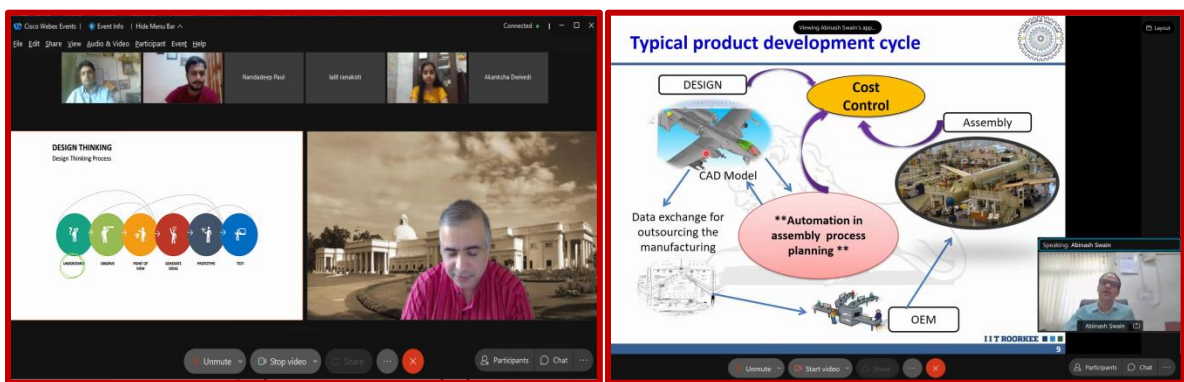 Cisco Webex Events
Event Info
Hide Menu Bar
Connected
File Edit Share View Audio & Video Participant Event Help
Nandadeep Paul
lalit ranakoti
Akanksha Dwivedi
DESIGN THINKING
Design Thinking Process
UNDERSTAND
OBSERVE
POINT OF
VIEW
GENERATE
IDEAS
PROTOTYPE
TEST
Unmute
Stop video
Share
Participants
Chat
Viewing Abinash Swain's app...
Layout
Typical product development cycle
DESIGN
Cost
Control
Assembly
CAD Model
Data exchange for
outsourcing the
manufacturing
**Automation in
assembly process
planning **
OEM
Speaking: Abinash Swain
Abinash Swain
I I T ROORKEE
9
Unmute
Start video
Share
Participants
Chat